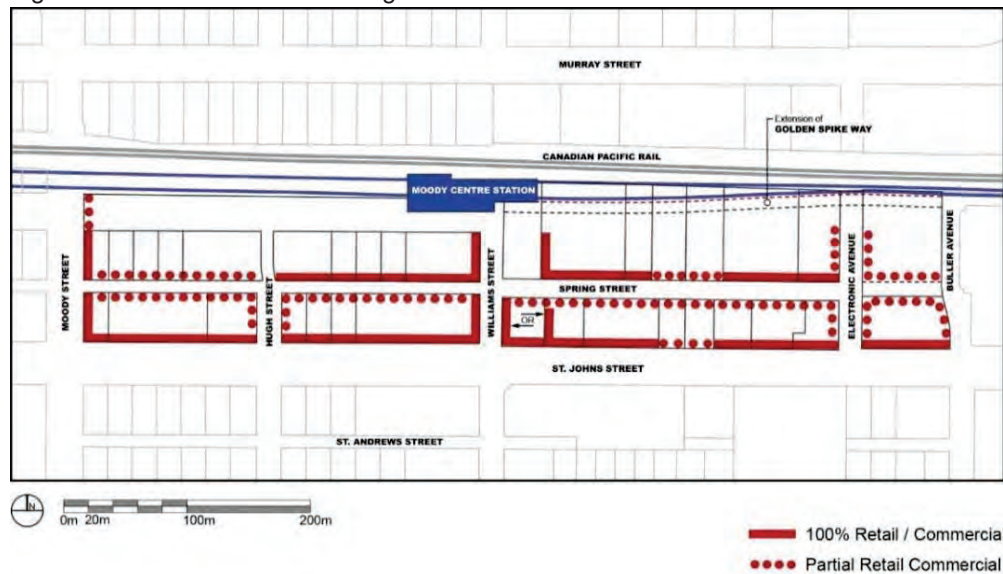 MURRAY STREET
Extension of
GOLDEN SPIKE WAY
CANADIAN PACIFIC RAIL
MOODY CENTRE STATION
MOODY STREET
HUGH STREET
WILLIAMS STREET
SPRING STREET
ELECTRONIC AVENUE
BULLER AVENUE
OR
ST. JOHNS STREET
ST. ANDREWS STREET
N
0m 20m 100m 200m
100% Retail / Commercia
Partial Retail Commercial